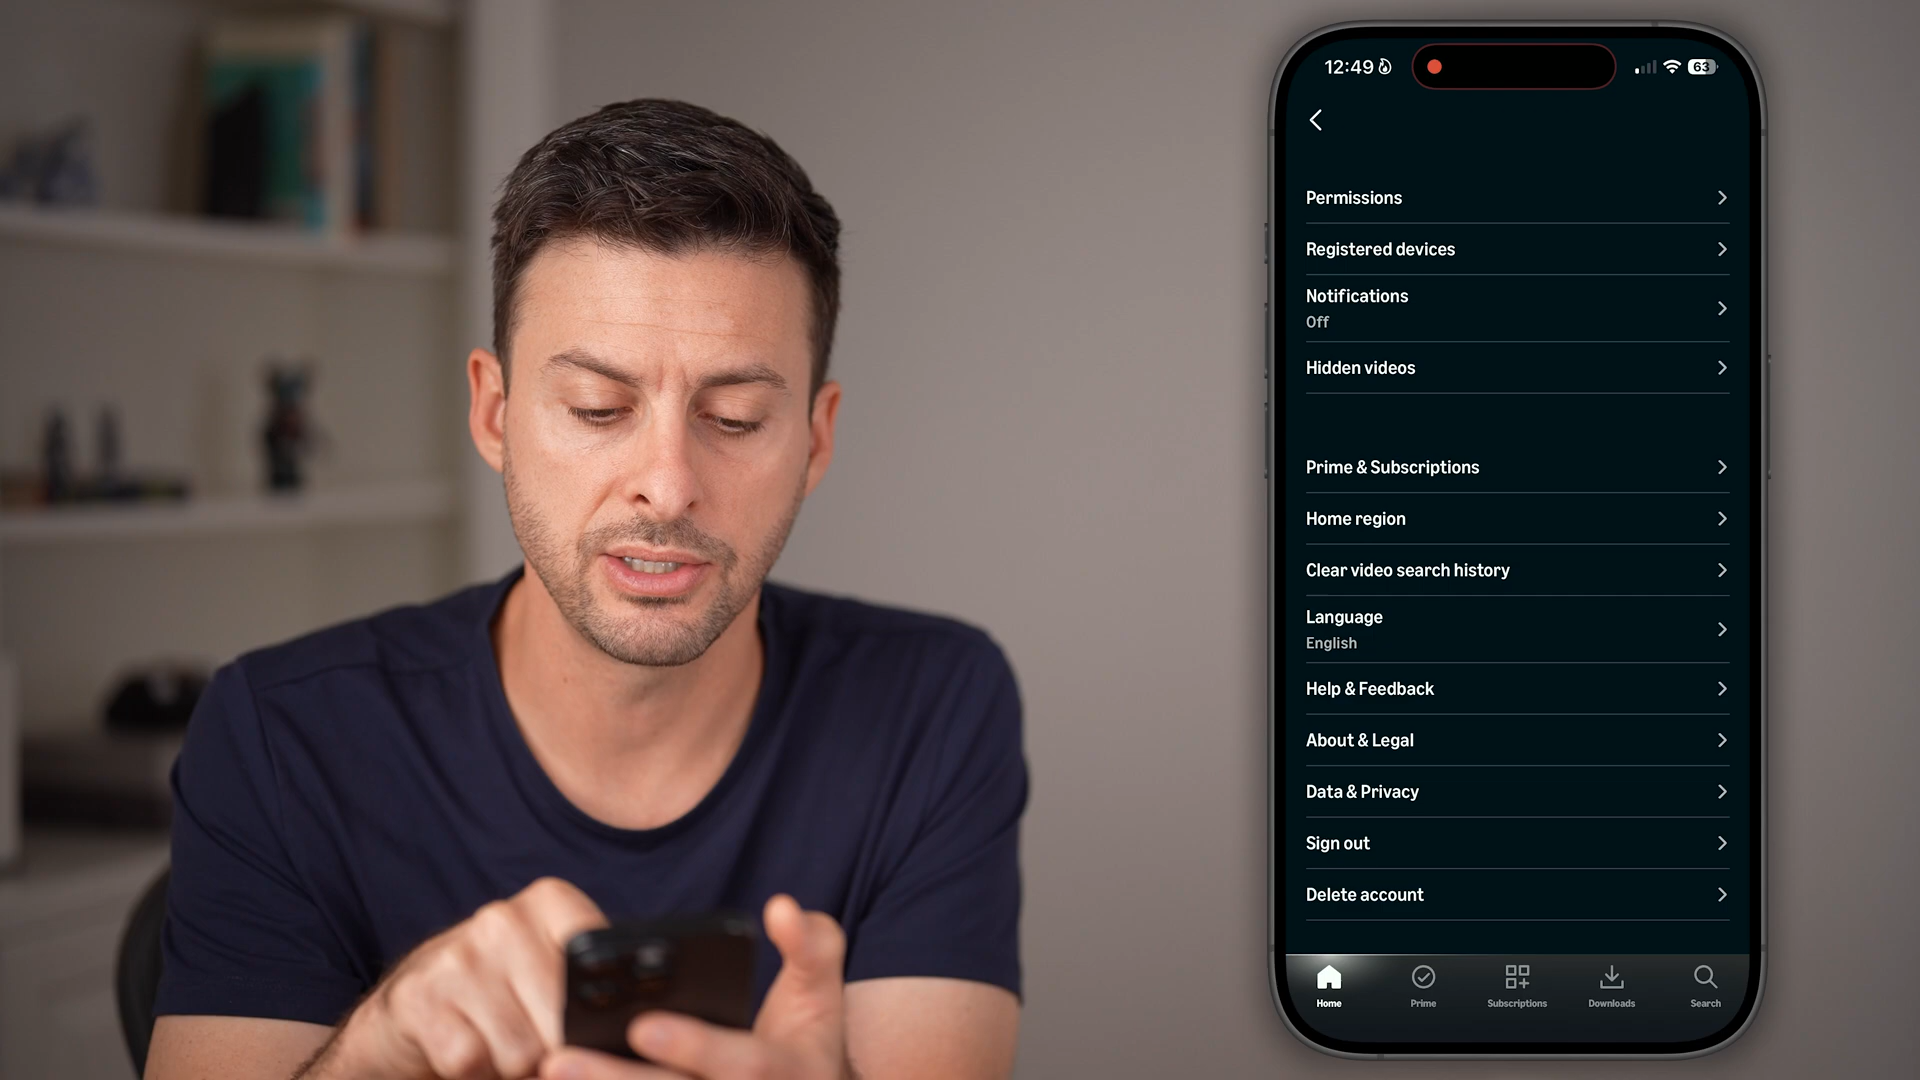 12:49
63
Permissions
Registered devices
Notifications
Off
Hidden videos
Prime & Subscriptions
Home region
Clear video search history
Language
English
Help & Feedback
About & Legal
Data & Privacy
Sign out
Delete account
Home Prime Subscriptions Downloads Search